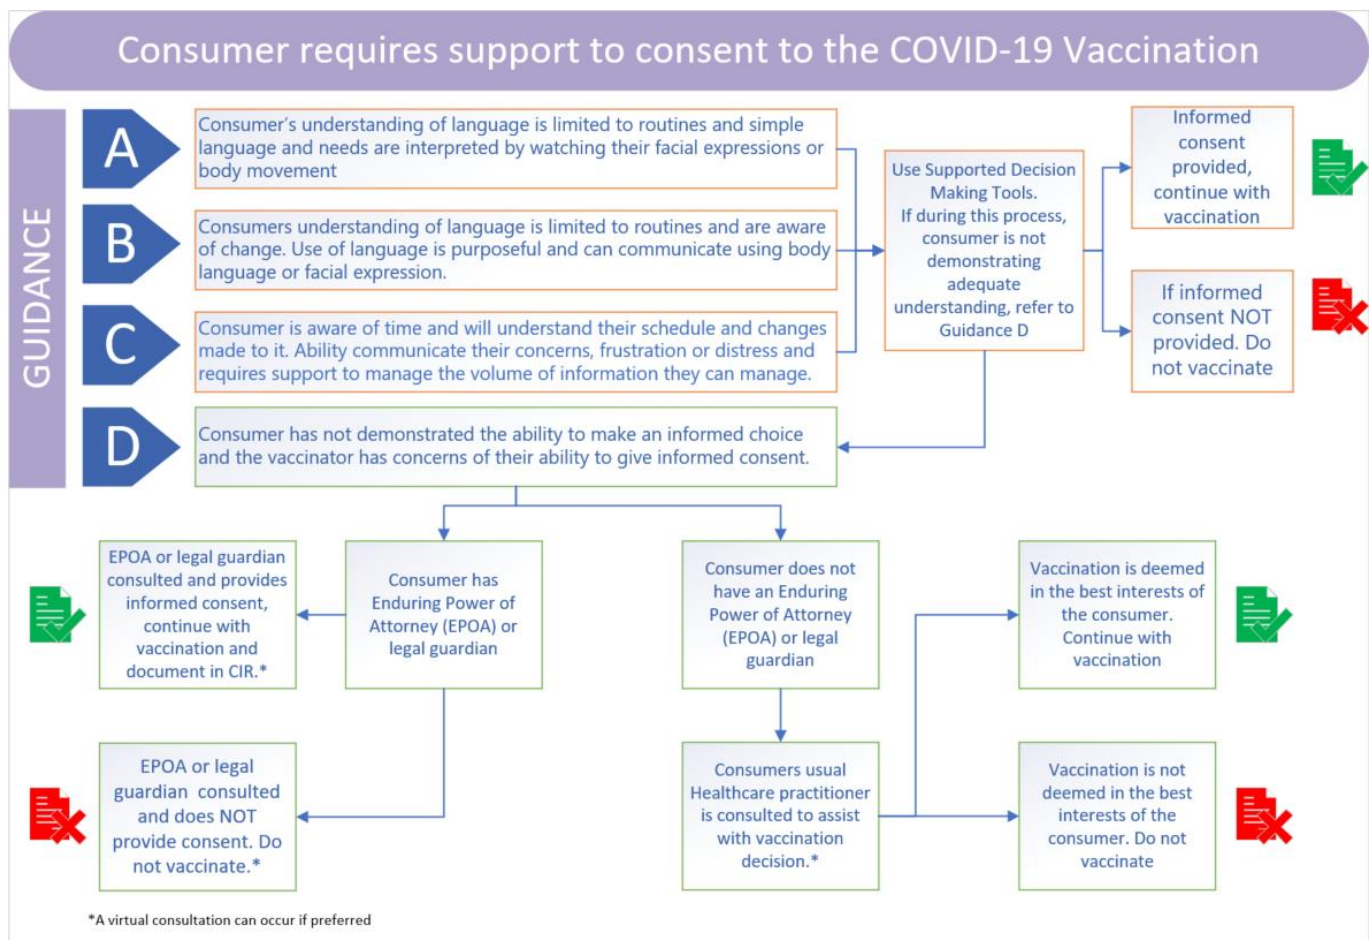 Consumer requires support to consent to the COVID-19 Vaccination
GUIDANCE
A
Consumer's understanding of language is limited to routines and simple
language and needs are interpreted by watching their facial expressions or
body movement
B
Consumers understanding of language is limited to routines and are aware
of change. Use of language is purposeful and can communicate using body
language or facial expression.
C
Consumer is aware of time and will understand their schedule and changes
made to it. Ability communicate their concerns, frustration or distress and
requires support to manage the volume of information they can manage.
D
Consumer has not demonstrated the ability to make an informed choice
and the vaccinator has concerns of their ability to give informed consent.
Use Supported Decision
Making Tools.
If during this process,
consumer is not
demonstrating
adequate
understanding, refer to
Guidance D
Informed
consent
provided,
continue with
vaccination
If informed
consent NOT
provided. Do
not vaccinate
EPOA or legal guardian
consulted and provides
informed consent,
continue with
vaccination and
document in CIR.*
Consumer has
Enduring Power of
Attorney (EPOA) or
legal guardian
Consumer does not
have an Enduring
Power of Attorney
(EPOA) or legal
guardian
Vaccination is deemed
in the best interests of
the consumer.
Continue with
vaccination
EPOA or legal
guardian consulted
and does NOT
provide consent. Do
not vaccinate.*
Consumers usual
Healthcare practitioner
is consulted to assist
with vaccination
decision.*
Vaccination is not
deemed in the best
interests of the
consumer. Do not
vaccinate
*A virtual consultation can occur if preferred